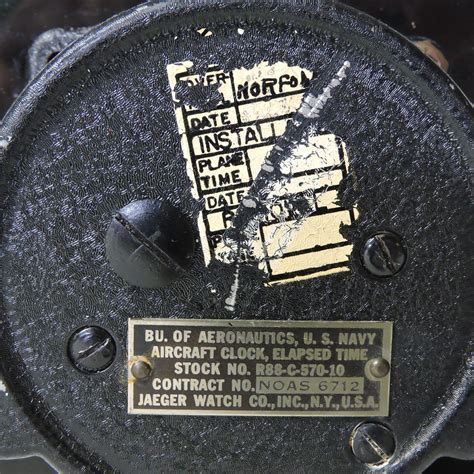 OVER-
NORFO
DATE
INSTALL
PLANE
TIME
DATE
BU. OF AERONAUTICS, U. S. NAVY
AIRCRAFT CLOCK, ELAPSED TIME
STOCK NO. R88-C-570-10
CONTRACT NO. NOAS 6712
JAEGER WATCH CO., INC., N.Y., U.S.A.